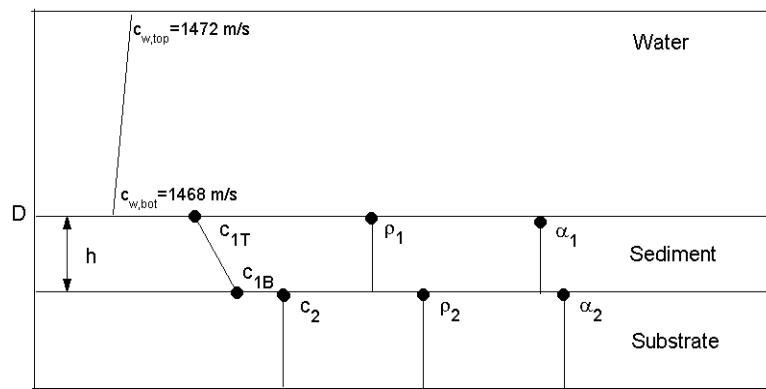 c_w,top=1472 m/s
Water
c_w,bot=1468 m/s
D
c_1T
ρ_1
α_1
h
Sediment
c_1B
c_2
ρ_2
α_2
Substrate